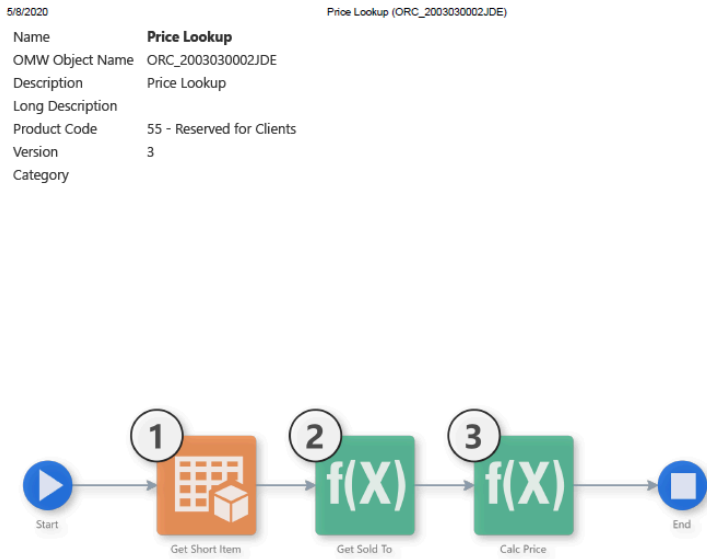 5/8/2020 Price Lookup (ORC_2003030002JDE)
Name Price Lookup
OMW Object Name ORC_2003030002JDE
Description Price Lookup
Long Description
Product Code 55 - Reserved for Clients
Version 3
Category
1 2 3
f(X) f(X)
Start Get Short Item Get Sold To Calc Price End